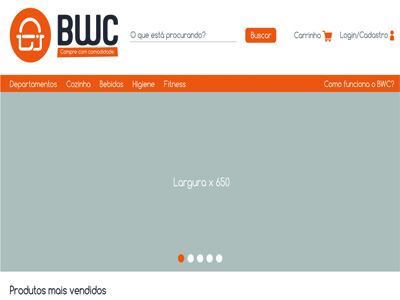 BWC
Compre com comodidade
O que está procurando?
Buscar
Carrinho
Login/Cadastro
Departamentos Cozinha Bebidas Higiene Fitness Como funciona o BWC?
Largura x 650
Produtos mais vendidos